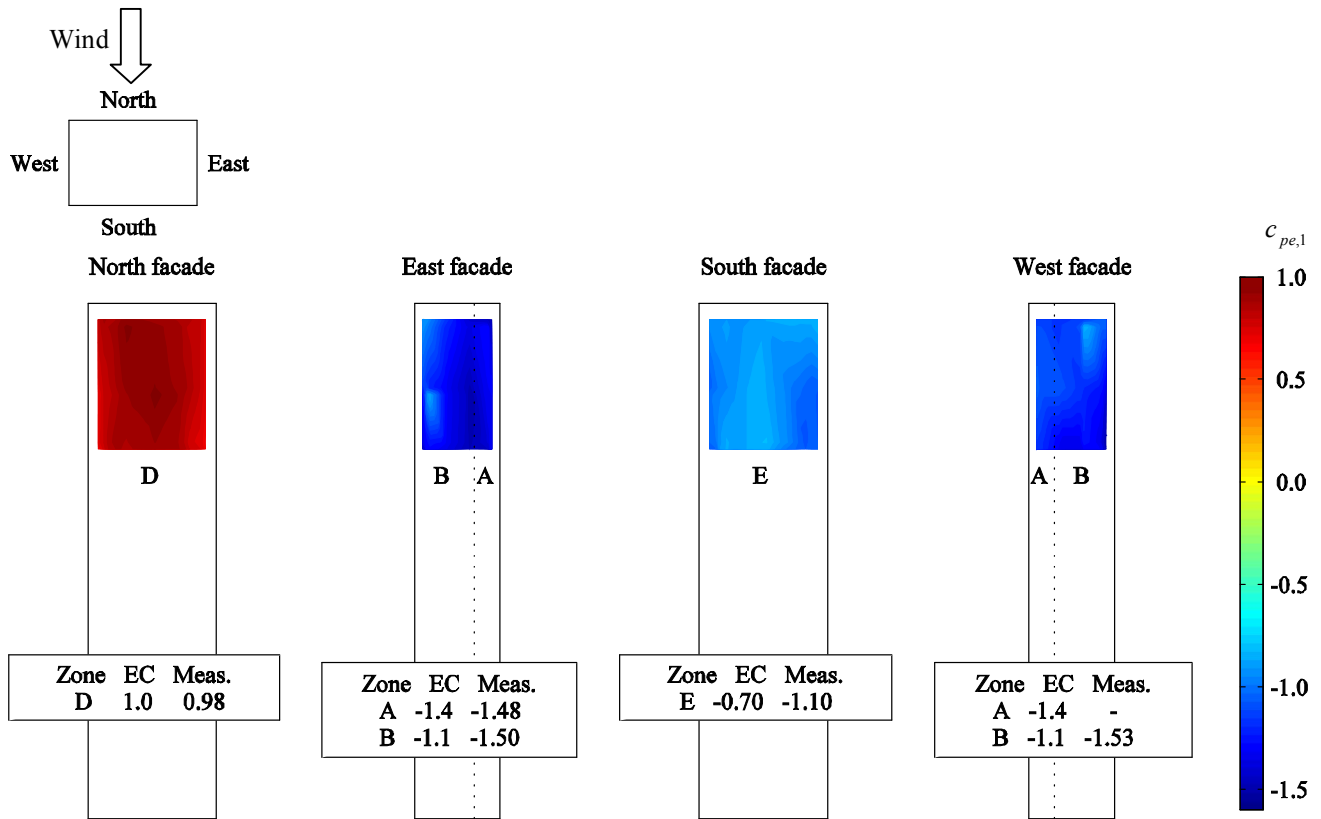 Wind
North
West
East
South
North facade
East facade
South facade
West facade
c pe,1
D
B A
E
A B
Zone EC Meas.
D 1.0 0.98
Zone EC Meas.
A -1.4 -1.48
B -1.1 -1.50
Zone EC Meas.
E -0.70 -1.10
Zone EC Meas.
A -1.4 -
B -1.1 -1.53
1.0
0.5
0.0
-0.5
-1.0
-1.5